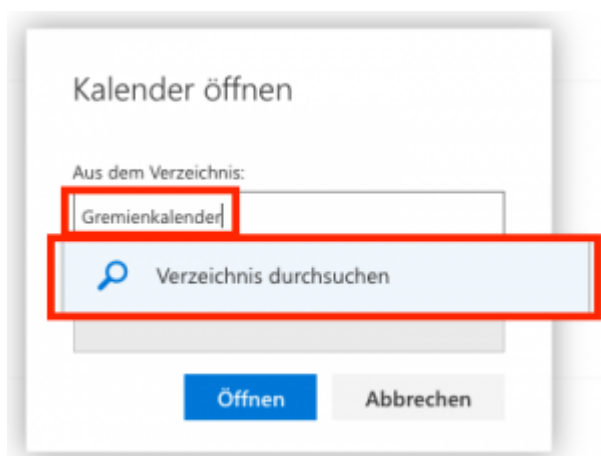 Kalender öffnen
Aus dem Verzeichnis:
Gremienkalender
Verzeichnis durchsuchen
Öffnen Abbrechen